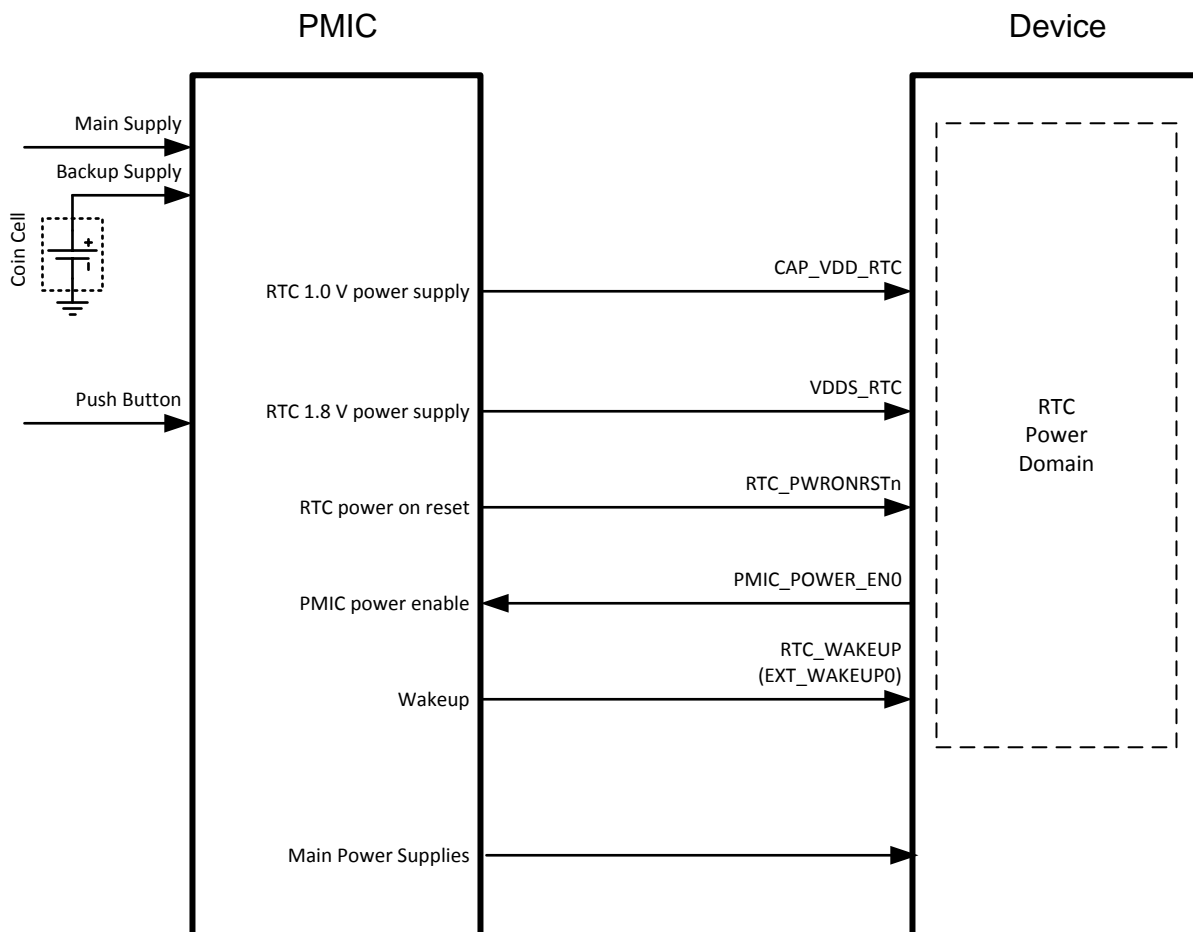 PMIC
Device
Main Supply
Backup Supply
Coin Cell
+
RTC 1.0 V power supply
CAP_VDD_RTC
Push Button
RTC 1.8 V power supply
VDDS_RTC
RTC
Power
Domain
RTC power on reset
RTC_PWRONRSTn
PMIC power enable
PMIC_POWER_EN0
RTC_WAKEUP
(EXT_WAKEUP0)
Wakeup
Main Power Supplies